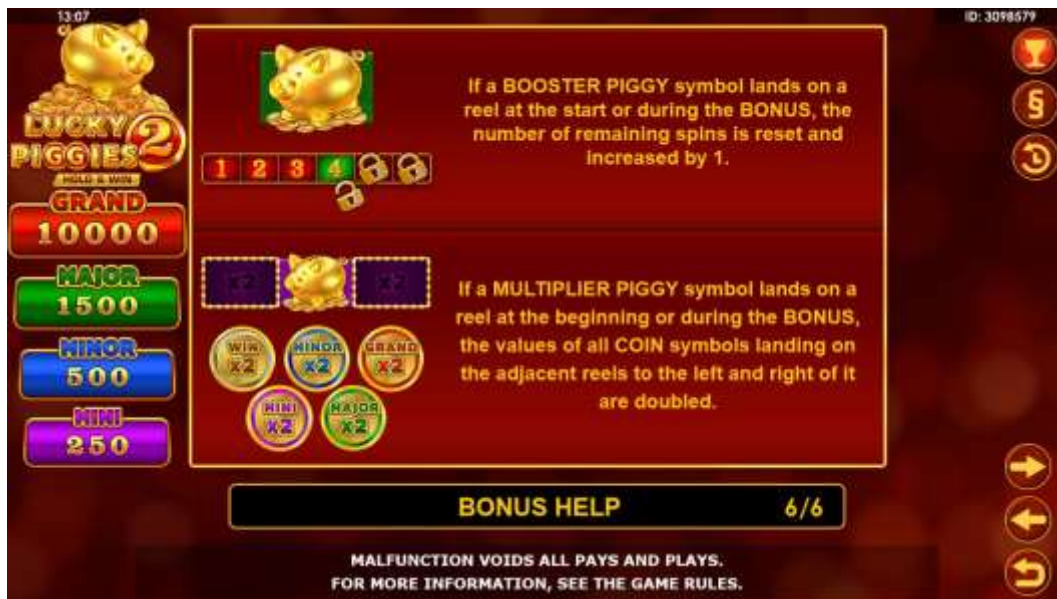 13:07
ID: 3098579
LUCKY
PIGGIES 2
HOLD & WIN
GRAND
10000
MAJOR
1500
MINOR
500
MINI
250
1 2 3 4
If a BOOSTER PIGGY symbol lands on a
reel at the start or during the BONUS, the
number of remaining spins is reset and
increased by 1.
x2 x2
WIN x2 MINOR x2 GRAND x2
MINI x2 MAJOR x2
If a MULTIPLIER PIGGY symbol lands on a
reel at the beginning or during the BONUS,
the values of all COIN symbols landing on
the adjacent reels to the left and right of it
are doubled.
BONUS HELP 6/6
MALFUNCTION VOIDS ALL PAYS AND PLAYS.
FOR MORE INFORMATION, SEE THE GAME RULES.
§